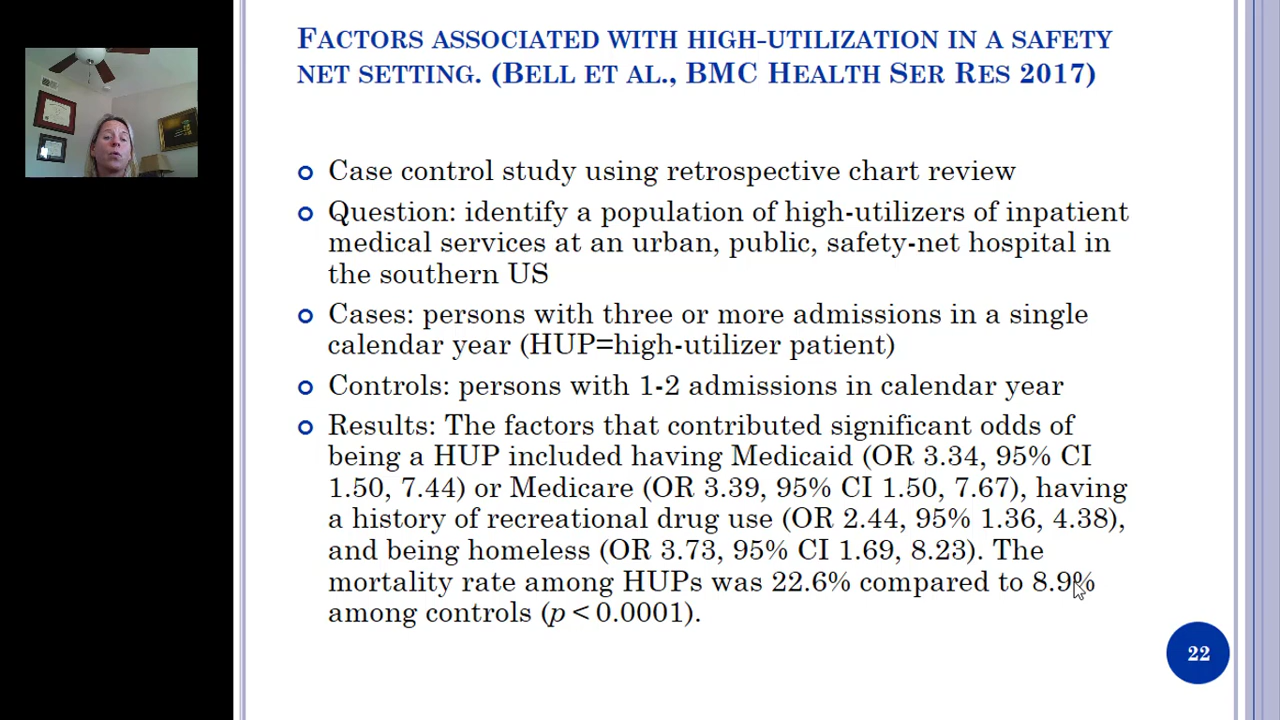 FACTORS ASSOCIATED WITH HIGH-UTILIZATION IN A SAFETY
NET SETTING. (BELL ET AL., BMC HEALTH SER RES 2017)
Case control study using retrospective chart review
Question: identify a population of high-utilizers of inpatient
medical services at an urban, public, safety-net hospital in
the southern US
Cases: persons with three or more admissions in a single
calendar year (HUP=high-utilizer patient)
Controls: persons with 1-2 admissions in calendar year
Results: The factors that contributed significant odds of
being a HUP included having Medicaid (OR 3.34, 95% CI
1.50, 7.44) or Medicare (OR 3.39, 95% CI 1.50, 7.67), having
a history of recreational drug use (OR 2.44, 95% 1.36, 4.38),
and being homeless (OR 3.73, 95% CI 1.69, 8.23). The
mortality rate among HUPs was 22.6% compared to 8.9%
among controls (p < 0.0001).
22